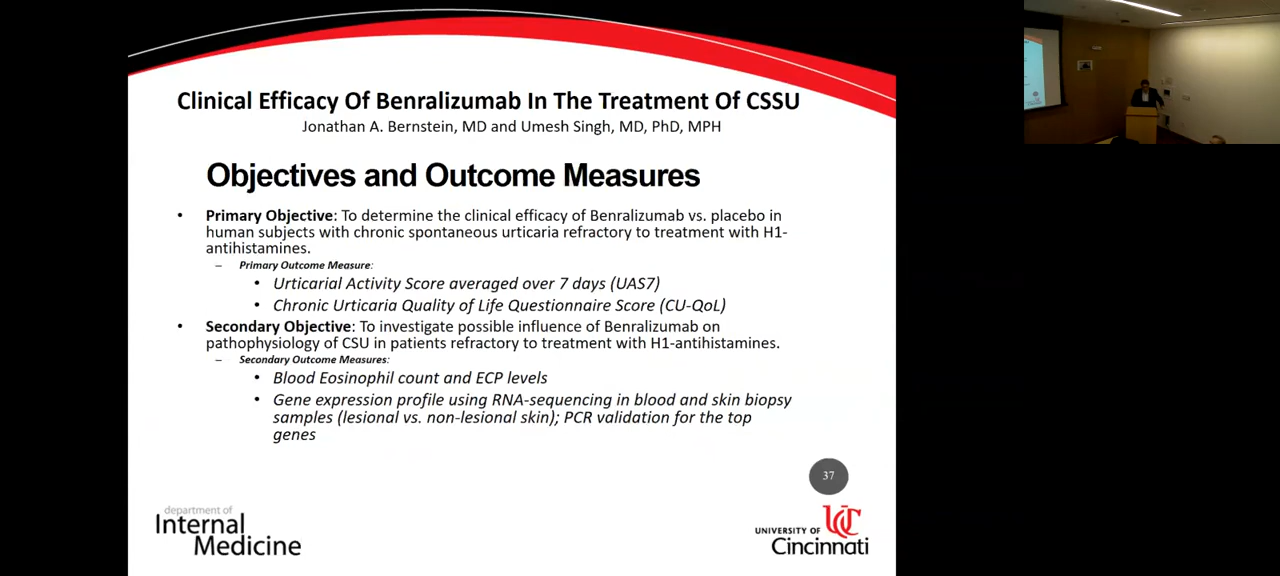 Clinical Efficacy Of Benralizumab In The Treatment Of CSSU
Jonathan A. Bernstein, MD and Umesh Singh, MD, PhD, MPH
Objectives and Outcome Measures
• Primary Objective: To determine the clinical efficacy of Benralizumab vs. placebo in
human subjects with chronic spontaneous urticaria refractory to treatment with H1-
antihistamines.
– Primary Outcome Measure:
• Urticarial Activity Score averaged over 7 days (UAS7)
• Chronic Urticaria Quality of Life Questionnaire Score (CU-QoL)
• Secondary Objective: To investigate possible influence of Benralizumab on
pathophysiology of CSU in patients refractory to treatment with H1-antihistamines.
– Secondary Outcome Measures:
• Blood Eosinophil count and ECP levels
• Gene expression profile using RNA-sequencing in blood and skin biopsy
samples (lesional vs. non-lesional skin); PCR validation for the top
genes
37
department of
Internal
Medicine
UNIVERSITY OF UC
Cincinnati